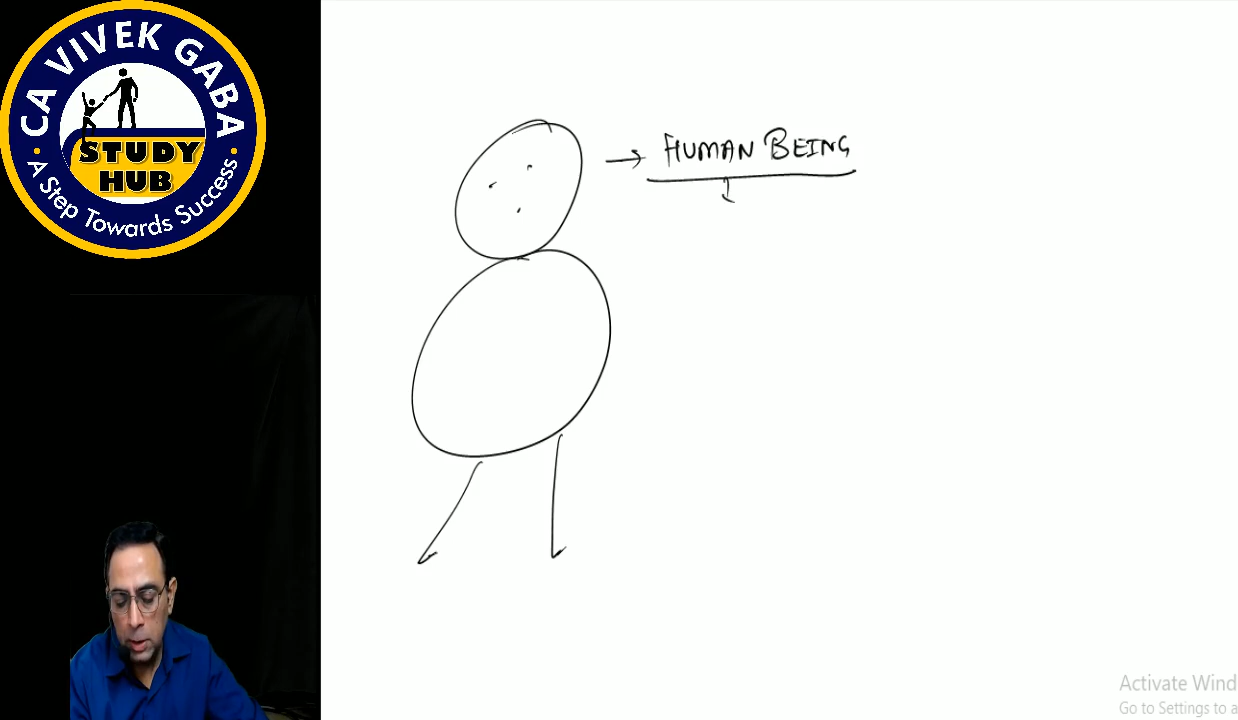 CA VIVEK GABA
STUDY
HUB
A Step Towards Success
HUMAN BEING
Activate Wind
Go to Settings to a